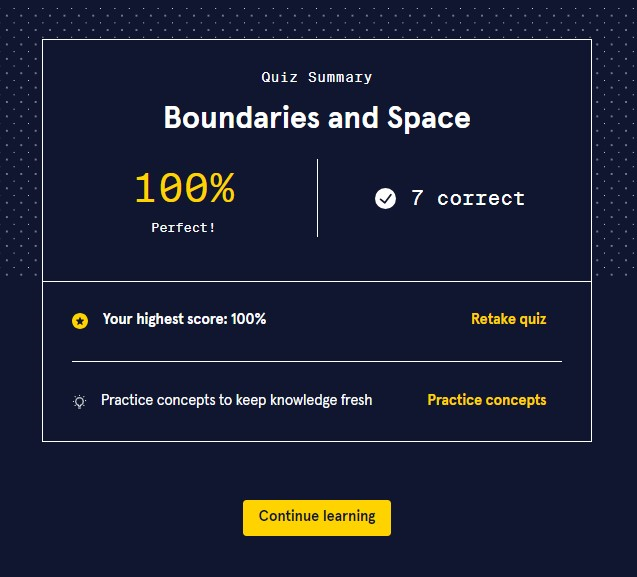 Quiz Summary
Boundaries and Space
100%
Perfect!
7 correct
Your highest score: 100%
Retake quiz
Practice concepts to keep knowledge fresh
Practice concepts
Continue learning